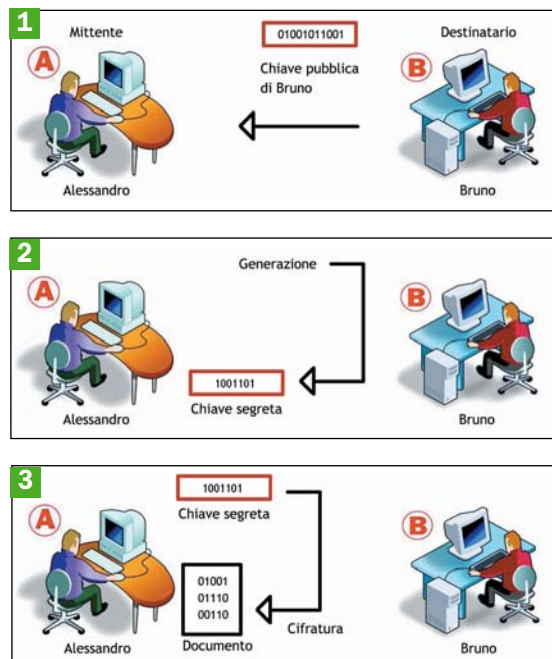 1
Mittente
01001011001
Destinatario
A
Chiave pubblica
di Bruno
B
Alessandro
Bruno
2
Generazione
A
B
1001101
Chiave segreta
Alessandro
Bruno
3
1001101
Chiave segreta
A
B
01001
01110
00110
Cifratura
Alessandro
Documento
Bruno